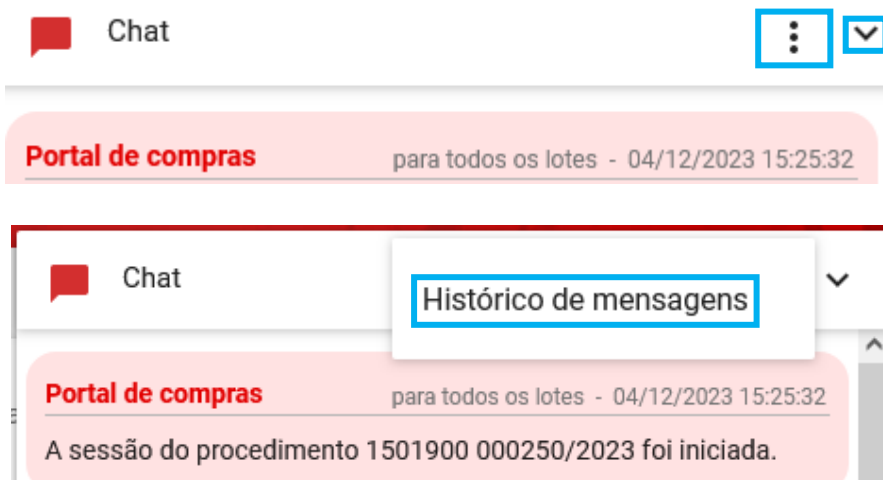 Chat
Portal de compras para todos os lotes - 04/12/2023 15:25:32
Chat
Histórico de mensagens
Portal de compras para todos os lotes - 04/12/2023 15:25:32
A sessão do procedimento 1501900 000250/2023 foi iniciada.